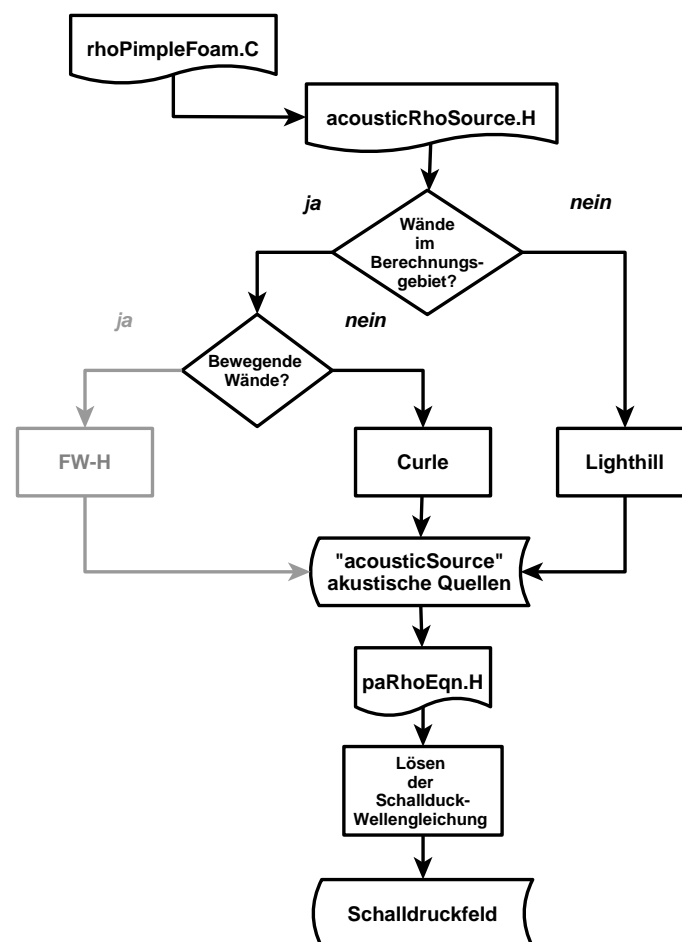 rhoPimpleFoam.C
acousticRhoSource.H
ja
nein
Wände
im
Berechnungs-
gebiet?
ja
nein
Bewegende
Wände?
FW-H
Curle
Lighthill
"acousticSource"
akustische Quellen
paRhoEqn.H
Lösen
der
Schallduck-
Wellengleichung
Schalldruckfeld